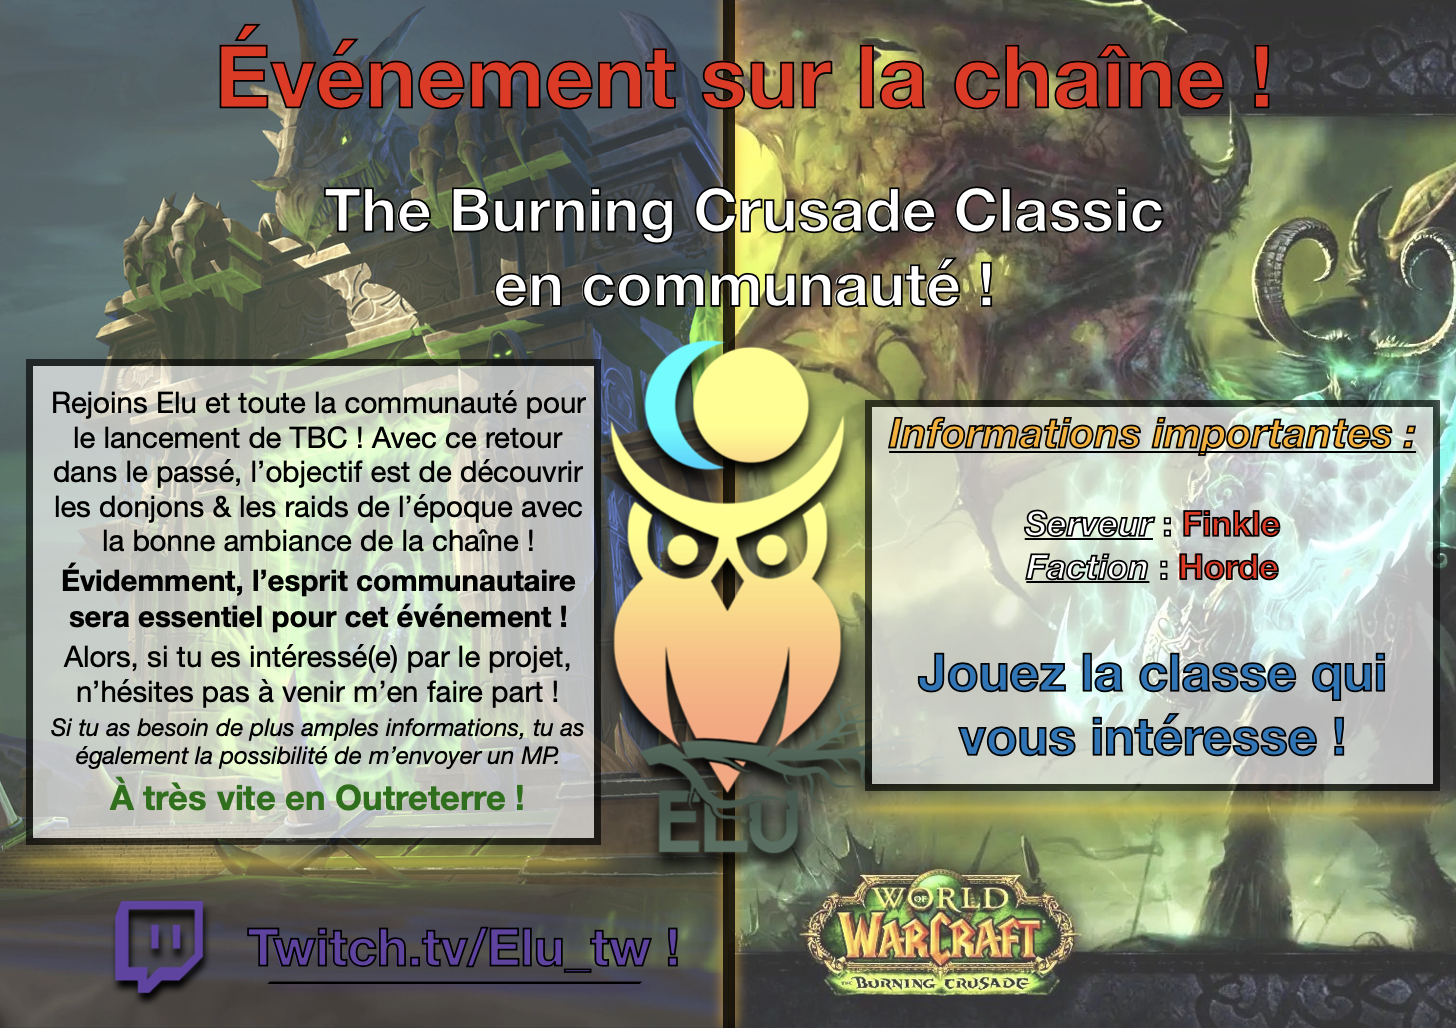 Événement sur la chaîne !
The Burning Crusade Classic
en communauté !
Rejoins Elu et toute la communauté pour
le lancement de TBC ! Avec ce retour
dans le passé, l’objectif est de découvrir
les donjons & les raids de l’époque avec
la bonne ambiance de la chaîne !
Évidemment, l’esprit communautaire
sera essentiel pour cet événement !
Alors, si tu es intéressé(e) par le projet,
n’hésites pas à venir m’en faire part !
Si tu as besoin de plus amples informations, tu as
également la possibilité de m’envoyer un MP.
À très vite en Outreterre !
ELU
Informations importantes :
Serveur : Finkle
Faction : Horde
Jouez la classe qui
vous intéresse !
Twitch.tv/Elu_tw !
WORLD
OF
WARCRAFT
THE BURNING CRUSADE